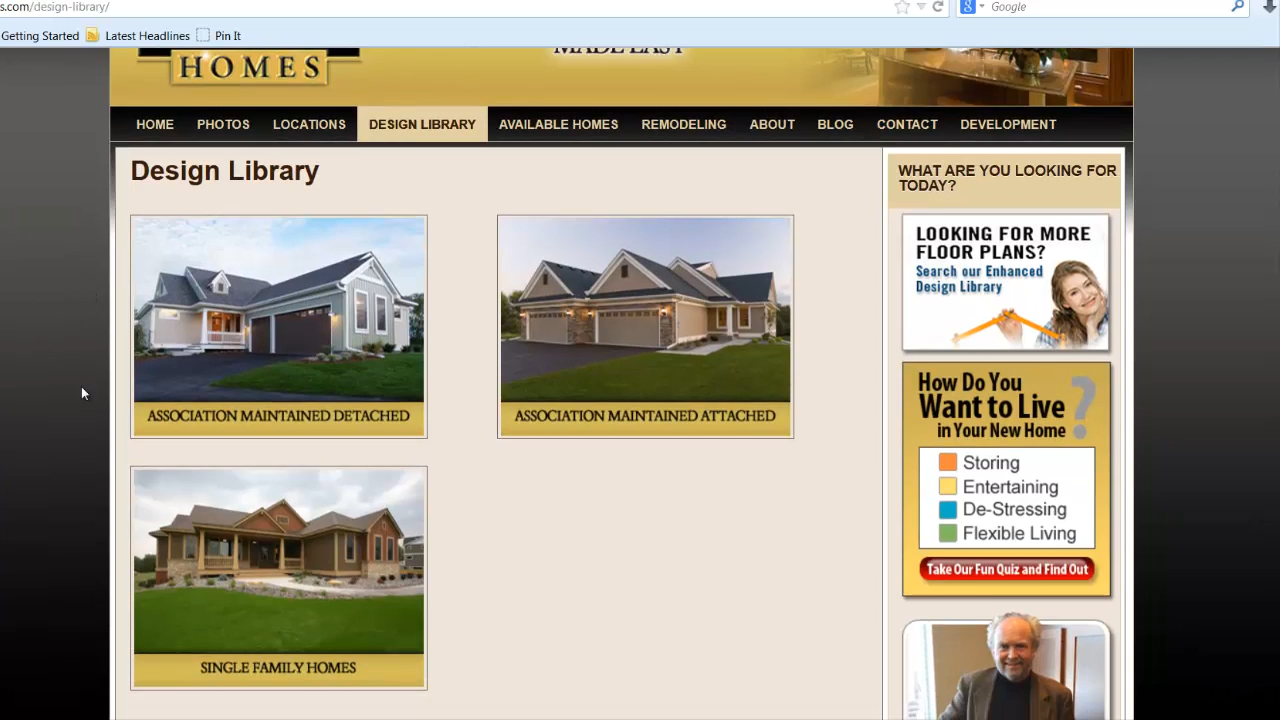 s.com/design-library/
Google
Getting Started
Latest Headlines
Pin It
HOMES
MADE EASY
HOME
PHOTOS
LOCATIONS
DESIGN LIBRARY
AVAILABLE HOMES
REMODELING
ABOUT
BLOG
CONTACT
DEVELOPMENT
Design Library
ASSOCIATION MAINTAINED DETACHED
ASSOCIATION MAINTAINED ATTACHED
SINGLE FAMILY HOMES
WHAT ARE YOU LOOKING FOR
TODAY?
LOOKING FOR MORE
FLOOR PLANS?
Search our Enhanced
Design Library
How Do You
Want to Live
in Your New Home
?
Storing
Entertaining
De-Stressing
Flexible Living
Take Our Fun Quiz and Find Out